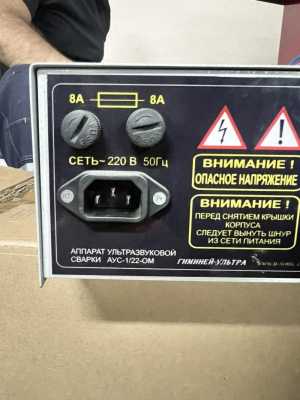 8А 8А
СЕТЬ~ 220 В 50Гц
ВНИМАНИЕ !
ОПАСНОЕ НАПРЯЖЕНИЕ
ВНИМАНИЕ !
ПЕРЕД СНЯТИЕМ КРЫШКИ
КОРПУСА
СЛЕДУЕТ ВЫНУТЬ ШНУР
ИЗ СЕТИ ПИТАНИЯ
АППАРАТ УЛЬТРАЗВУКОВОЙ
СВАРКИ АУС-1/22-ОМ
ГИМИНЕЙ-УЛЬТРА